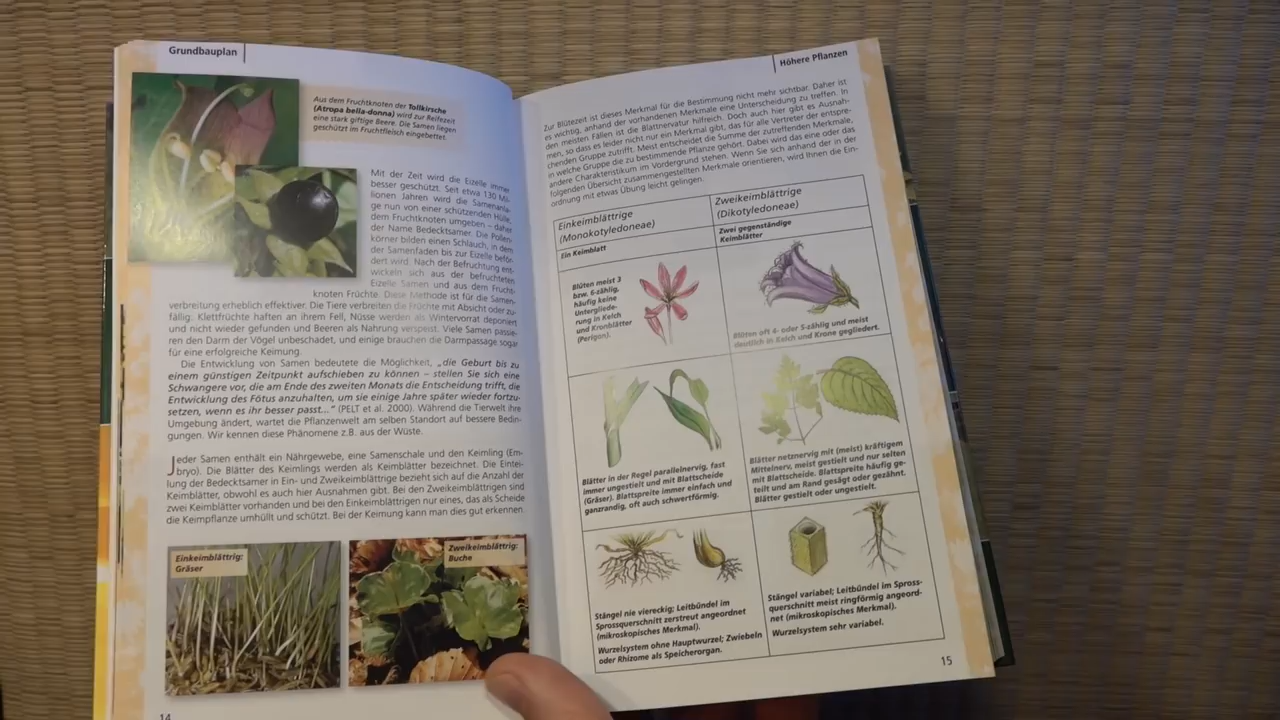 Grundbauplan
Aus dem Fruchtknoten der Tollkirsche
(Atropa bella-donna) wird zur Reifezeit
eine stark giftige Beere. Die Samen liegen
geschützt im Fruchtfleisch eingebettet.
Mit der Zeit wird die Eizelle immer
besser geschützt. Seit etwa 130 Mil-
lionen Jahren wird die Samenanla-
ge nun von einer schützenden Hülle,
dem Fruchtknoten umgeben – daher
der Name Bedecktsamer. Die Pollen-
körner bilden einen Schlauch, in dem
der Samenfaden bis zur Eizelle beför-
dert wird. Nach der Befruchtung ent-
wickeln sich aus der befruchteten
Eizelle Samen und aus dem Frucht-
knoten Früchte. Diese Methode ist für die Samen-
verbreitung erheblich effektiver. Die Tiere verbreiten die Früchte mit Absicht oder zu-
fällig. Klettfrüchte haften an ihrem Fell, Nüsse werden als Wintervorrat deponiert
und nicht wieder gefunden und Beeren als Nahrung verspeist. Viele Samen passie-
ren den Darm der Vögel unbeschadet, und einige brauchen die Darmpassage sogar
für eine erfolgreiche Keimung.
Die Entwicklung von Samen bedeutete die Möglichkeit, „die Geburt bis zu
einem günstigen Zeitpunkt aufschieben zu können – stellen Sie sich eine
Schwangere vor, die am Ende des zweiten Monats die Entscheidung trifft, die
Entwicklung des Fötus anzuhalten, um sie einige Jahre später wieder fortzu-
setzen, wenn es ihr besser passt...“ (PELT et al. 2000). Während die Tierwelt ihre
Umgebung ändert, wartet die Pflanzenwelt am selben Standort auf bessere Bedin-
gungen. Wir kennen diese Phänomene z.B. aus der Wüste.
Jeder Samen enthält ein Nährgewebe, eine Samenschale und den Keimling (Em-
bryo). Die Blätter des Keimlings werden als Keimblätter bezeichnet. Die Eintei-
lung der Bedecktsamer in Ein- und Zweikeimblättrige bezieht sich auf die Anzahl der
Keimblätter, obwohl es auch hier Ausnahmen gibt. Bei den Zweikeimblättrigen sind
zwei Keimblätter vorhanden und bei den Einkeimblättrigen nur eines, das als Scheide
die Keimpflanze umhüllt und schützt. Bei der Keimung kann man dies gut erkennen.
Einkeimblättrig:
Gräser
Zweikeimblättrig:
Buche
14
Höhere Pflanzen
Zur Blütezeit ist dieses Merkmal für die Bestimmung nicht mehr sichtbar. Daher ist
es wichtig, anhand der vorhandenen Merkmale eine Unterscheidung zu treffen. In
den meisten Fällen ist die Blattnervatur hilfreich. Doch auch hier gibt es Ausnah-
men, so dass es leider nicht nur ein Merkmal gibt, das für alle Vertreter der entspre-
chenden Gruppe zutrifft. Meist entscheidet die Summe der zutreffenden Merkmale,
in welche Gruppe die zu bestimmende Pflanze gehört. Dabei wird das eine oder das
andere Charakteristikum im Vordergrund stehen. Wenn Sie sich anhand der in der
folgenden Übersicht zusammengestellten Merkmale orientieren, wird Ihnen die Ein-
ordnung mit etwas Übung leicht gelingen.
Einkeimblättrige
(Monokotyledoneae)
Zweikeimblättrige
(Dikotyledoneae)
Ein Keimblatt
Zwei gegenständige
Keimblätter
Blüten meist 3
bzw. 6-zählig,
häufig keine
Unterglied­e-
rung in Kelch
und Kronblätter
(Perigon).
Blüten oft 4- oder 5-zählig und meist
deutlich in Kelch und Krone gegliedert.
Blätter in der Regel parallelnervig, fast
immer ungestielt und mit Blattscheide
(Gräser). Blattspreite immer einfach und
ganzrandig, oft auch schwertförmig.
Blätter netznervig mit (meist) kräftigem
Mittelnerv, meist gestielt und nur selten
mit Blattscheide. Blattspreite häufig ge-
teilt und am Rand gesägt oder gezähnt.
Blätter gestielt oder ungestielt.
Stängel nie viereckig; Leitbündel im
Sprossquerschnitt zerstreut angeordnet
(mikroskopisches Merkmal).
Wurzelsystem ohne Hauptwurzel; Zwiebeln
oder Rhizome als Speicherorgan.
Stängel variabel; Leitbündel im Spross-
querschnitt meist ringförmig angeord-
net (mikroskopisches Merkmal).
Wurzelsystem sehr variabel.
15